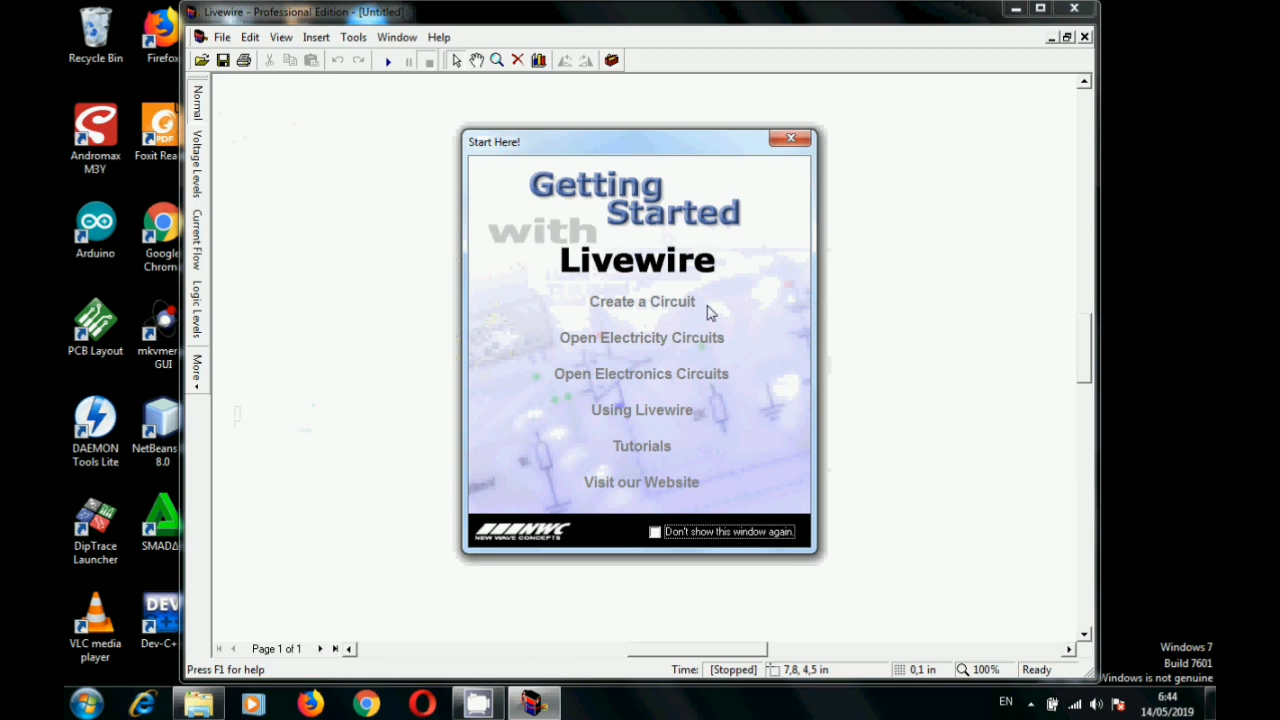 Livewire - Professional Edition - [Untitled]
File Edit View Insert Tools Window Help
Normal
Voltage Levels
Current Flow
Logic Levels
More
Start Here!
Getting
Started
with
Livewire
Create a Circuit
Open Electricity Circuits
Open Electronics Circuits
Using Livewire
Tutorials
Visit our Website
NWC
NEW WAVE CONCEPTS
Don't show this window again.
Page 1 of 1
Press F1 for help
Time: [Stopped] 7,8, 4,5 in 0,1 in 100% Ready
Recycle Bin
Firefox
Andromax
M3Y
PDF
Foxit Rea
Arduino
Google
Chrom
PCB Layout
mkvmer
GUI
DAEMON
Tools Lite
NetBeans
8.0
DipTrace
Launcher
SMADΔ
VLC media
player
DEV
Dev-C+
Windows 7
Build 7601
Windows is not genuine
EN
6:44
14/05/2019